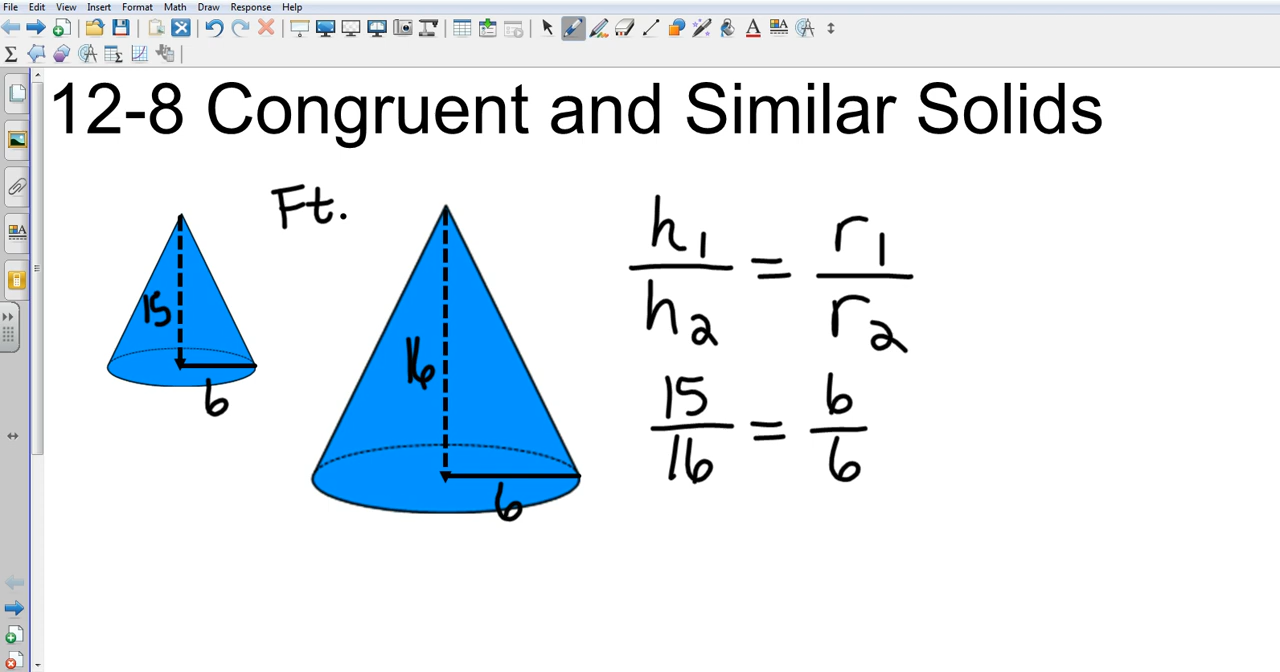 File Edit View Insert Format Math Draw Response Help
12-8 Congruent and Similar Solids
Ft.
15
6
16
6
h1/h2 = r1/r2
15/16 = 6/6